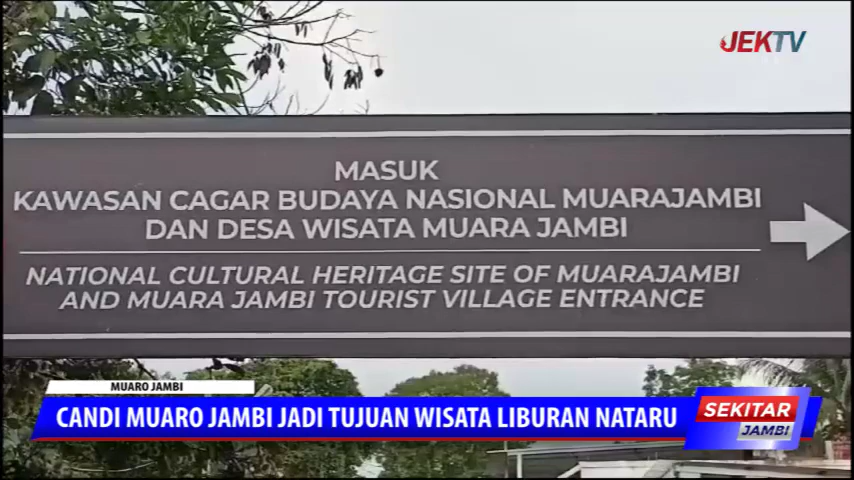 JEKTV
MASUK
KAWASAN CAGAR BUDAYA NASIONAL MUARAJAMBI
DAN DESA WISATA MUARA JAMBI
NATIONAL CULTURAL HERITAGE SITE OF MUARAJAMBI
AND MUARA JAMBI TOURIST VILLAGE ENTRANCE
MUARO JAMBI
CANDI MUARO JAMBI JADI TUJUAN WISATA LIBURAN NATARU
SEKITAR
JAMBI